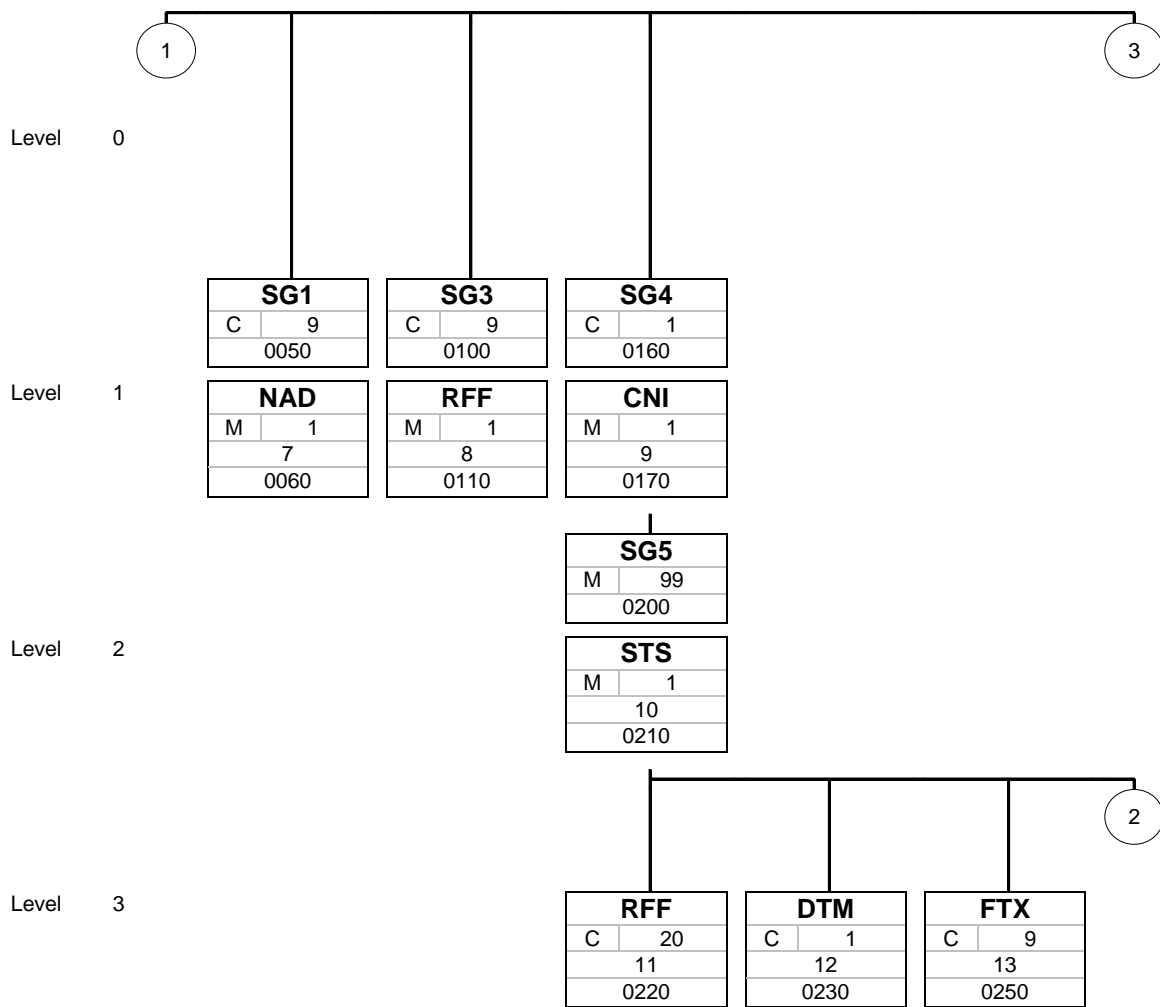 1 3
Level 0
SG1 SG3 SG4
C 9 C 9 C 1
0050 0100 0160
Level 1
NAD RFF CNI
M 1 M 1 M 1
7 8 9
0060 0110 0170
SG5
M 99
0200
Level 2
STS
M 1
10
0210
2
Level 3
RFF DTM FTX
C 20 C 1 C 9
11 12 13
0220 0230 0250